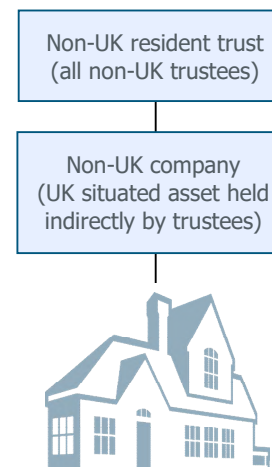 Non-UK resident trust
(all non-UK trustees)
Non-UK company
(UK situated asset held
indirectly by trustees)